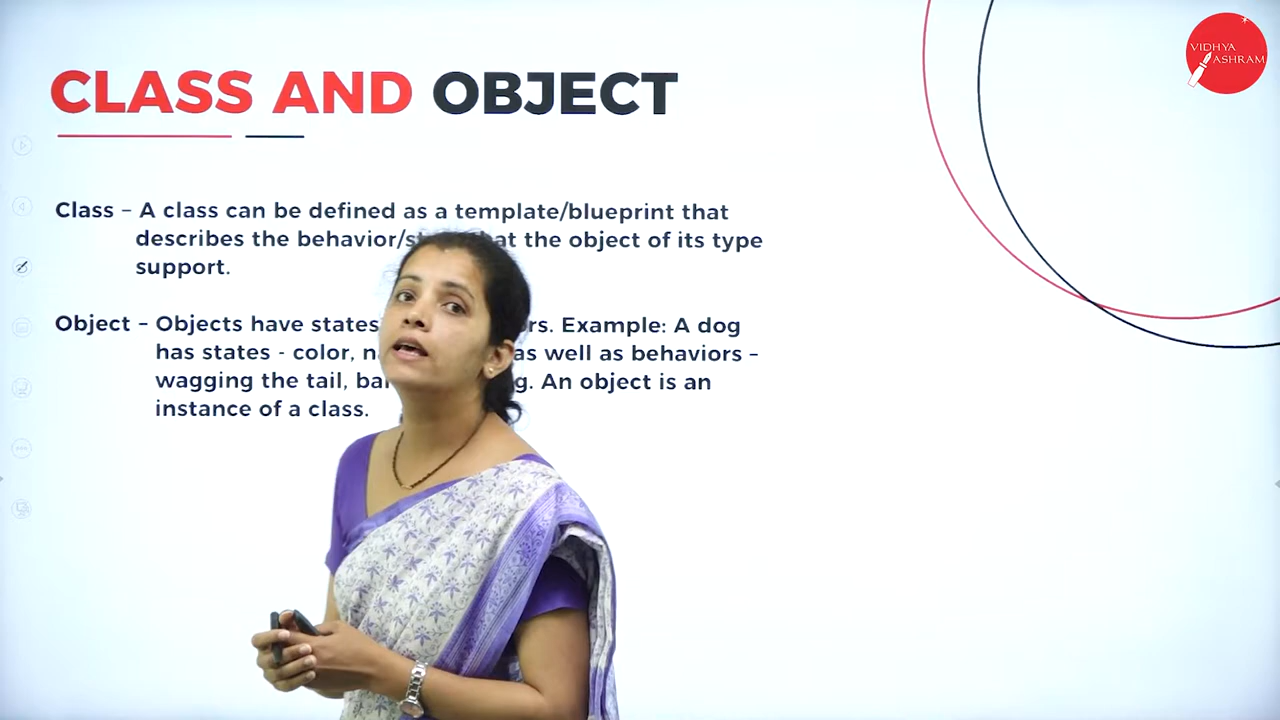 VIDHYA
ASHRAM
CLASS AND OBJECT
Class – A class can be defined as a template/blueprint that
describes the behavior/ at the object of its type
support.
Object – Objects have states . Example: A dog
has states - color, as well as behaviors –
wagging the tail, . An object is an
instance of a class.